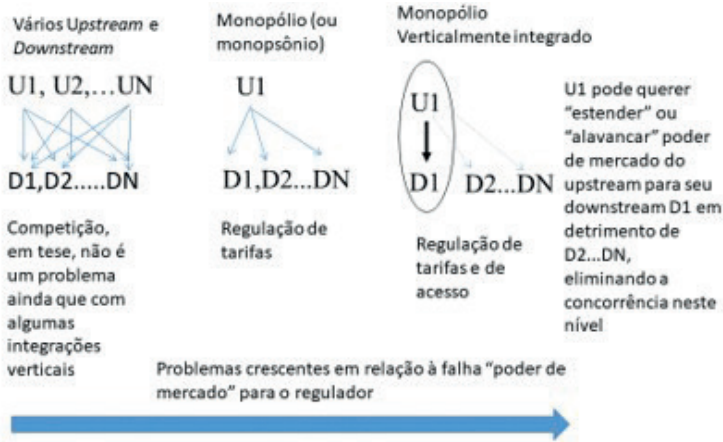 Vários Upstream e
Downstream
U1, U2,…UN
D1,D2.....DN
Competição,
em tese, não é
um problema
ainda que com
algumas
integrações
verticais
Monopólio (ou
monopsônio)
U1
D1,D2...DN
Regulação de
tarifas
Monopólio
Verticalmente integrado
U1
D1 D2...DN
Regulação de
tarifas e de
acesso
U1 pode querer
“estender” ou
“alavancar” poder
de mercado do
upstream para seu
downstream D1 em
detrimento de
D2...DN,
eliminando a
concorrência neste
nível
Problemas crescentes em relação à falha “poder de
mercado” para o regulador